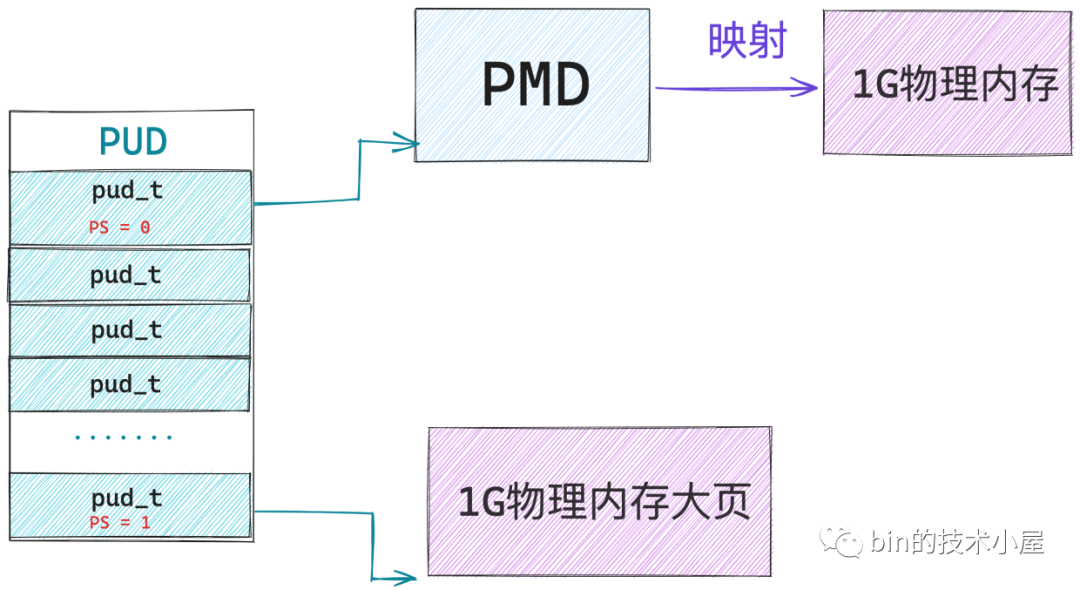 PUD
pud_t
PS = 0
pud_t
pud_t
pud_t
.......
pud_t
PS = 1
PMD
映射
1G物理内存
1G物理内存大页
bin的技术小屋